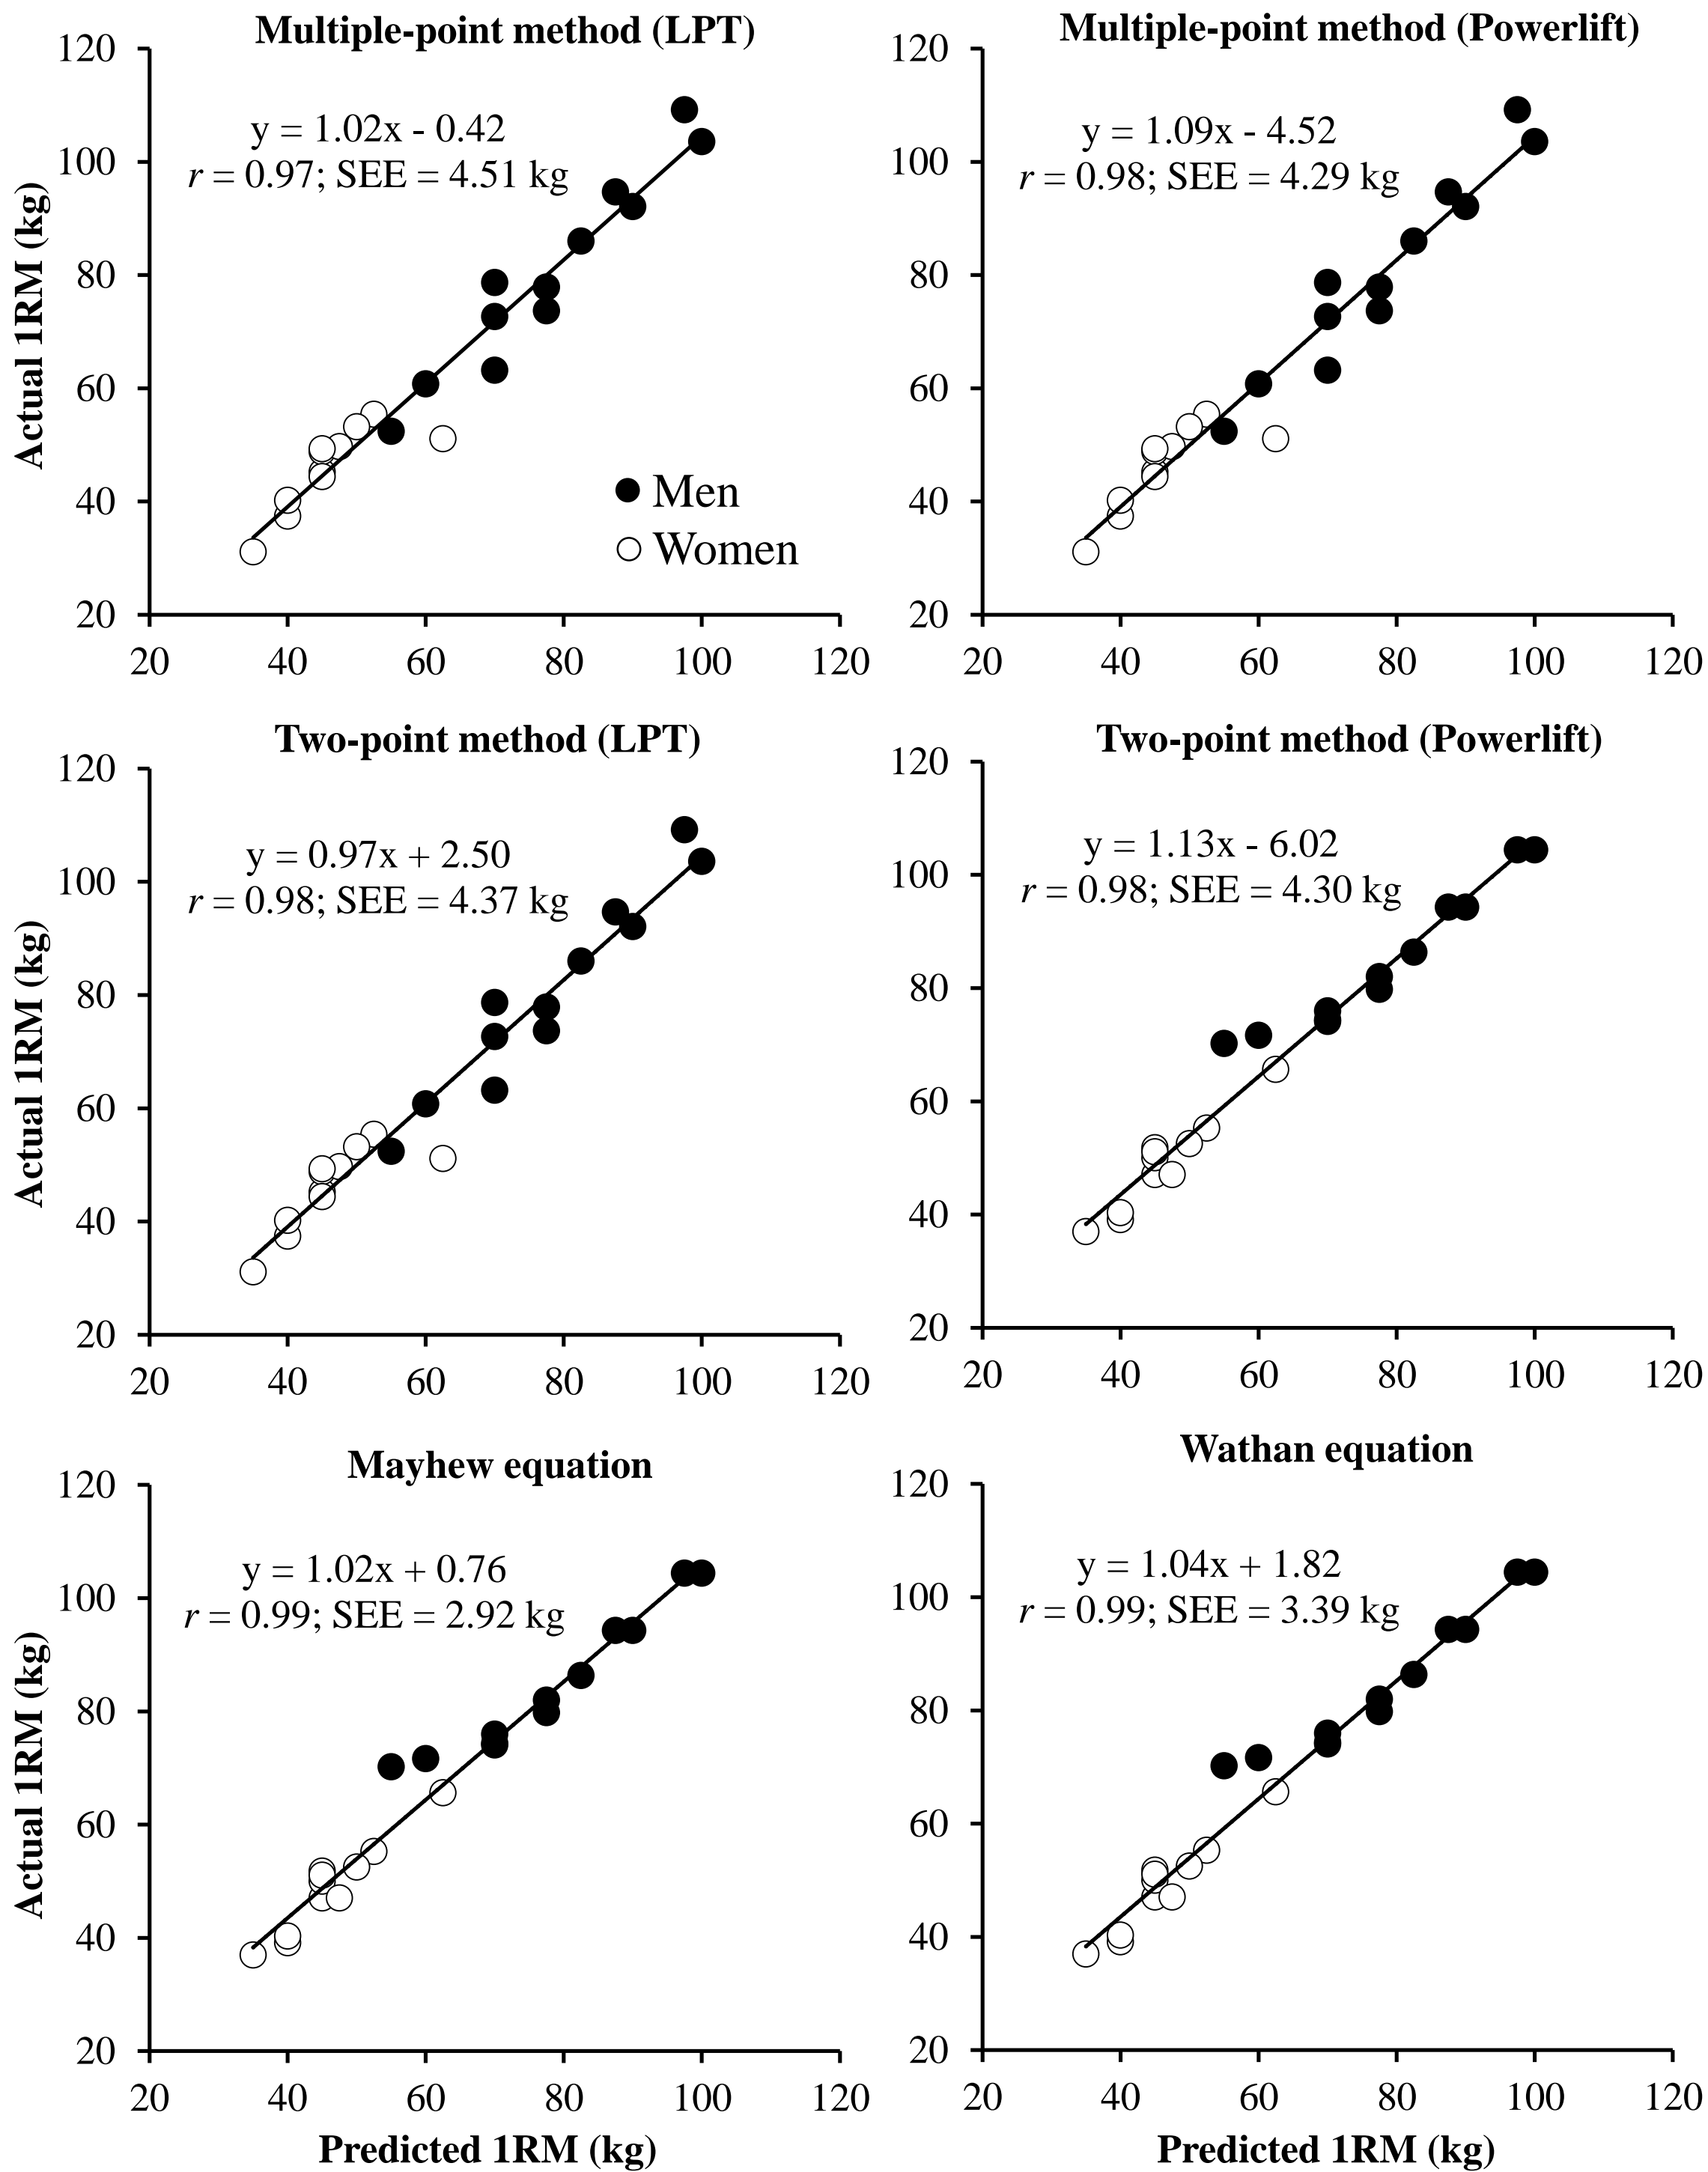 Multiple-point method (LPT)
y = 1.02x - 0.42
r = 0.97; SEE = 4.51 kg
Actual 1RM (kg)
120
100
80
60
40
20
20 40 60 80 100 120
Men
Women
Multiple-point method (Powerlift)
y = 1.09x - 4.52
r = 0.98; SEE = 4.29 kg
120
100
80
60
40
20
20 40 60 80 100 120
Two-point method (LPT)
y = 0.97x + 2.50
r = 0.98; SEE = 4.37 kg
Actual 1RM (kg)
120
100
80
60
40
20
20 40 60 80 100 120
Two-point method (Powerlift)
y = 1.13x - 6.02
r = 0.98; SEE = 4.30 kg
120
100
80
60
40
20
20 40 60 80 100 120
Mayhew equation
y = 1.02x + 0.76
r = 0.99; SEE = 2.92 kg
Actual 1RM (kg)
120
100
80
60
40
20
20 40 60 80 100 120
Predicted 1RM (kg)
Wathan equation
y = 1.04x + 1.82
r = 0.99; SEE = 3.39 kg
120
100
80
60
40
20
20 40 60 80 100 120
Predicted 1RM (kg)